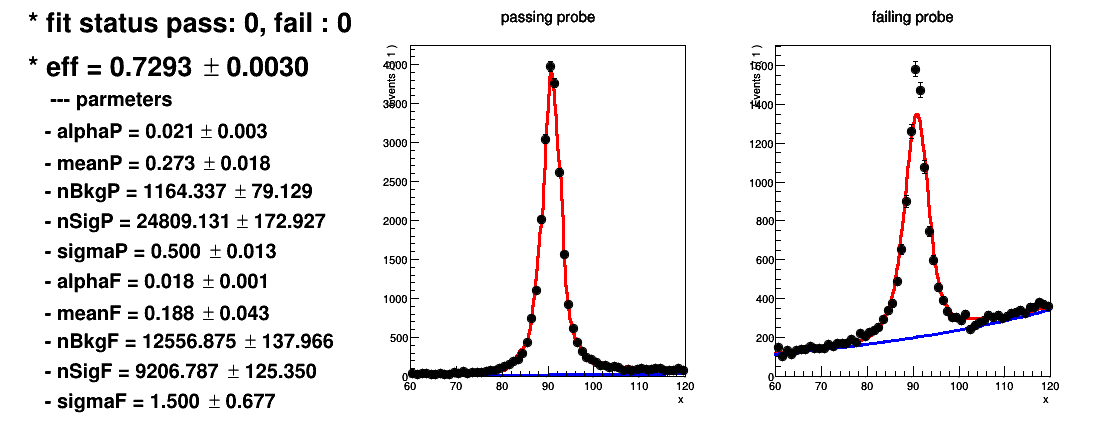 * fit status pass: 0, fail : 0
* eff = 0.7293 ± 0.0030
--- parmeters
- alphaP = 0.021 ± 0.003
- meanP = 0.273 ± 0.018
- nBkgP = 1164.337 ± 79.129
- nSigP = 24809.131 ± 172.927
- sigmaP = 0.500 ± 0.013
- alphaF = 0.018 ± 0.001
- meanF = 0.188 ± 0.043
- nBkgF = 12556.875 ± 137.966
- nSigF = 9206.787 ± 125.350
- sigmaF = 1.500 ± 0.677
passing probe
Events ( 1 )
4000
3500
3000
2500
2000
1500
1000
500
0
60 70 80 90 100 110 120
x
failing probe
Events ( 1 )
1600
1400
1200
1000
800
600
400
200
0
60 70 80 90 100 110 120
x